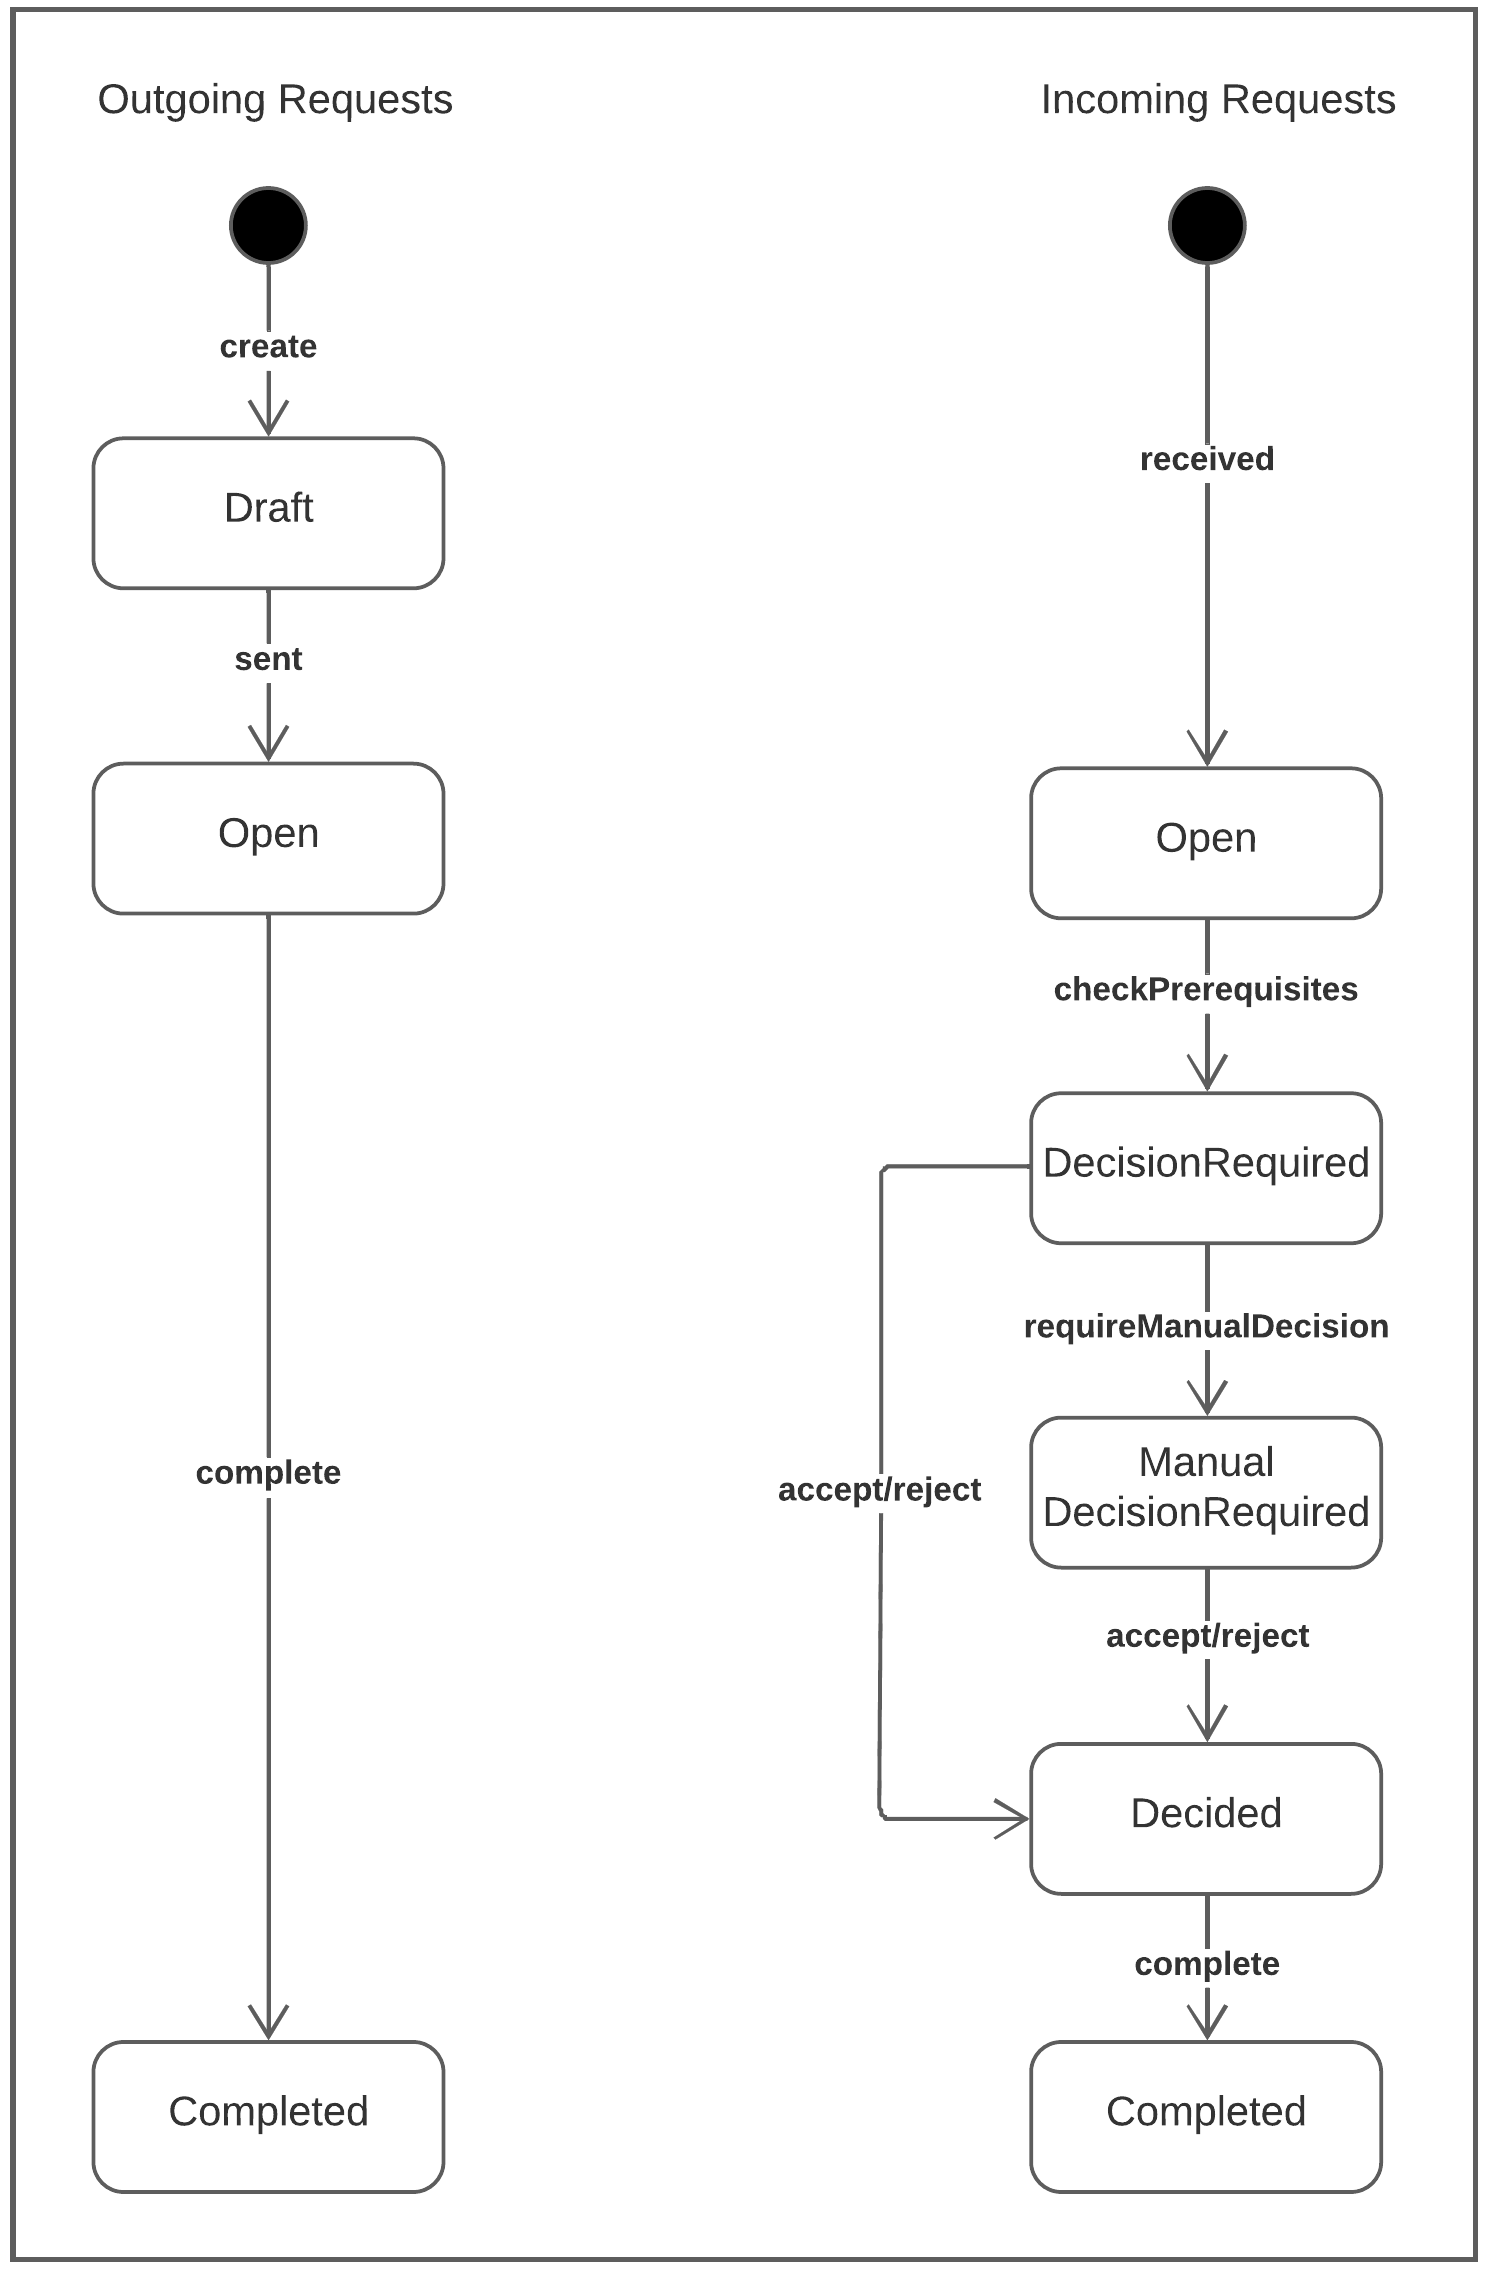 Outgoing Requests
create
Draft
sent
Open
complete
Completed
Incoming Requests
received
Open
checkPrerequisites
DecisionRequired
requireManualDecision
Manual
DecisionRequired
accept/reject
accept/reject
Decided
complete
Completed